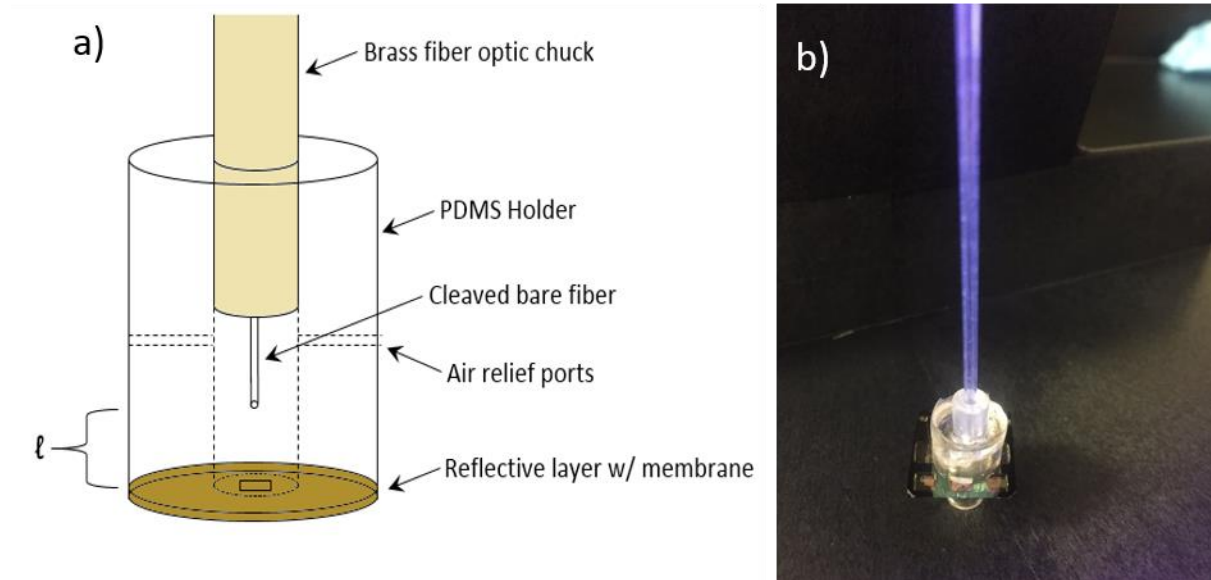 a)
Brass fiber optic chuck
PDMS Holder
Cleaved bare fiber
Air relief ports
ℓ
Reflective layer w/ membrane
b)